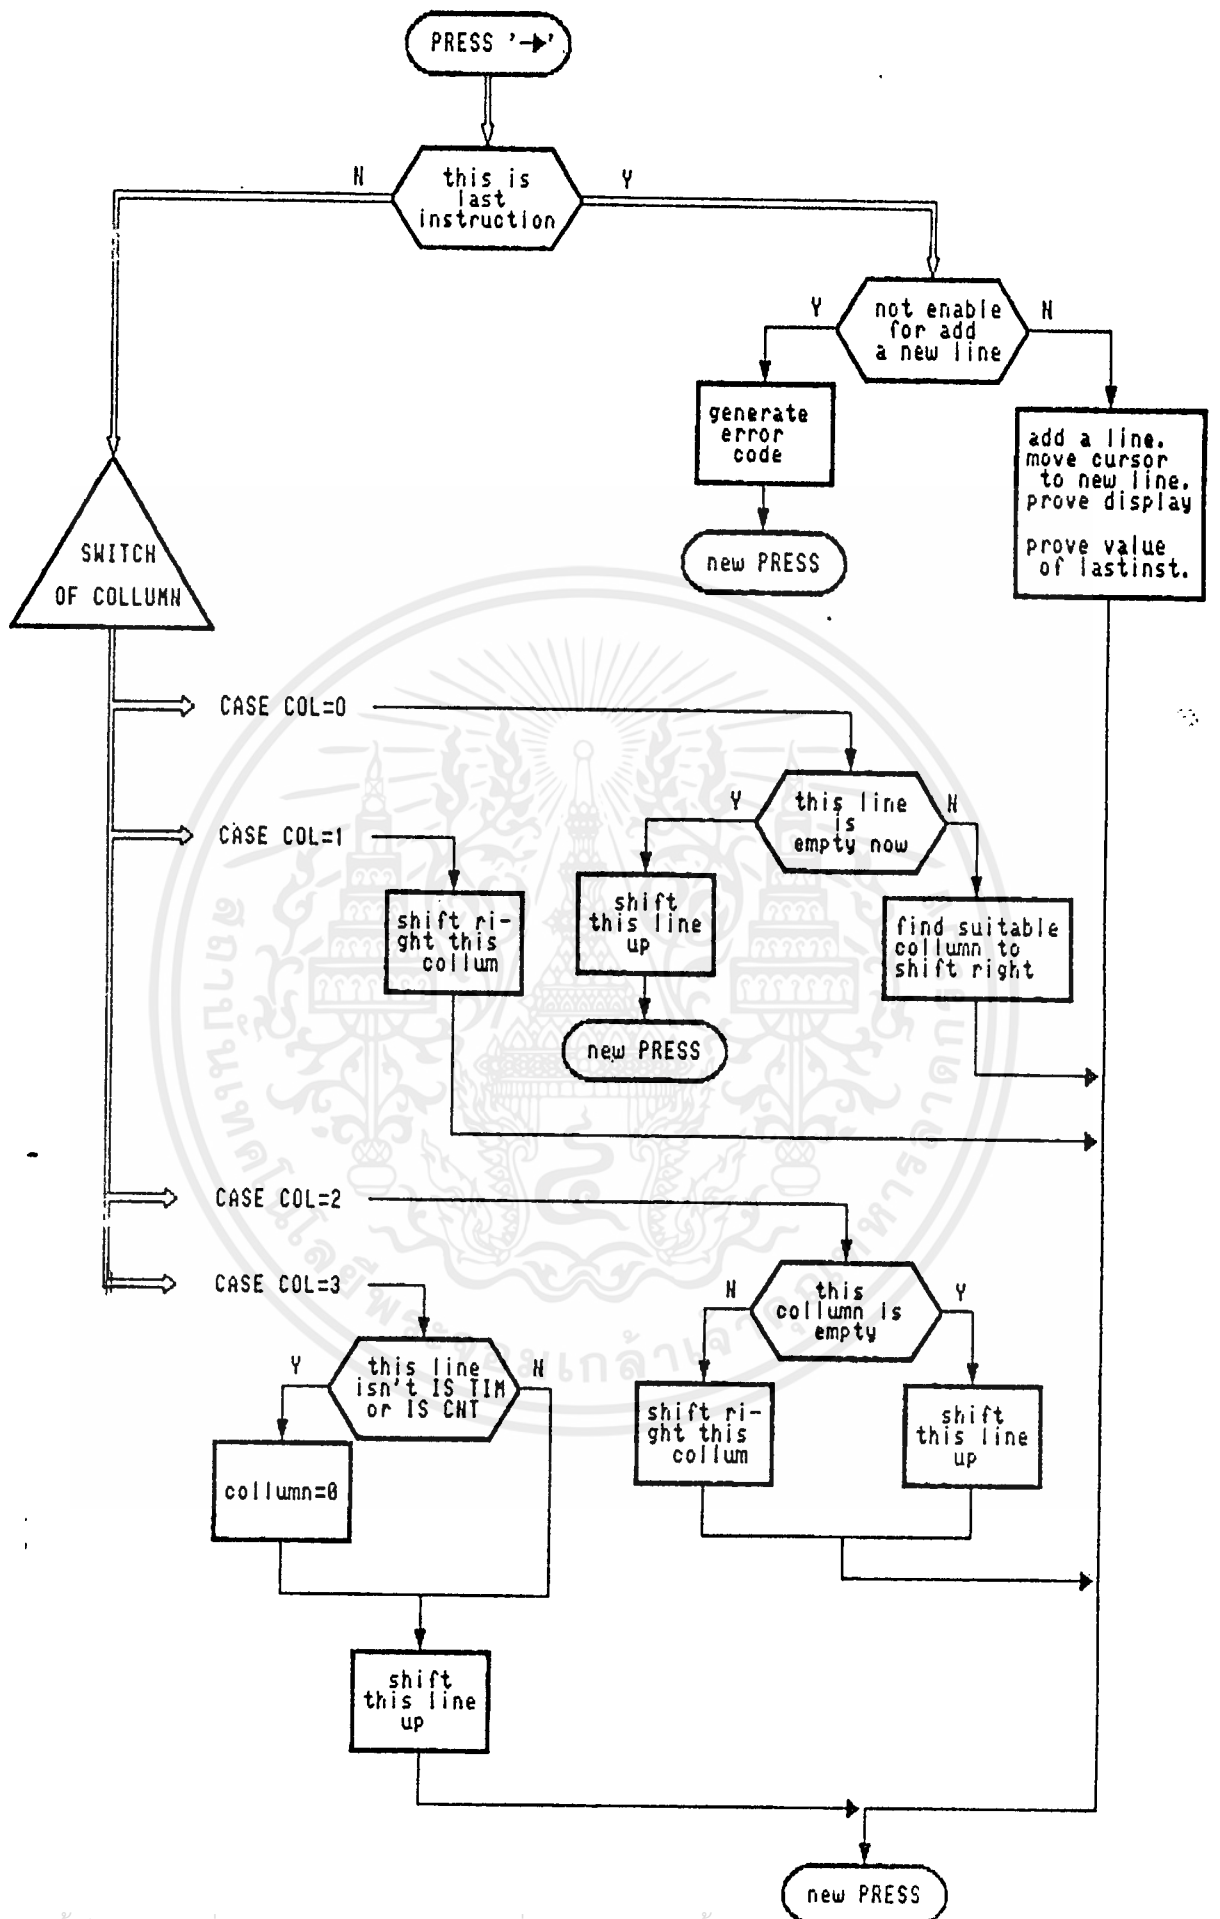 PRESS '→'
N
this is
last
instruction
Y
Y
not enable
for add
a new line
N
generate
error
code
add a line.
move cursor
to new line.
prove display
prove value
of lastinst.
new PRESS
SWITCH
OF COLLUMN
CASE COL=0
Y
this line
is
empty now
N
CASE COL=1
shift ri-
ght this
collum
shift
this line
up
find suitable
collumn to
shift right
new PRESS
CASE COL=2
CASE COL=3
N
this
collumn is
empty
Y
Y
this line
isn't IS TIM
or IS CNT
N
collumn=0
shift ri-
ght this
collum
shift
this line
up
shift
this line
up
new PRESS